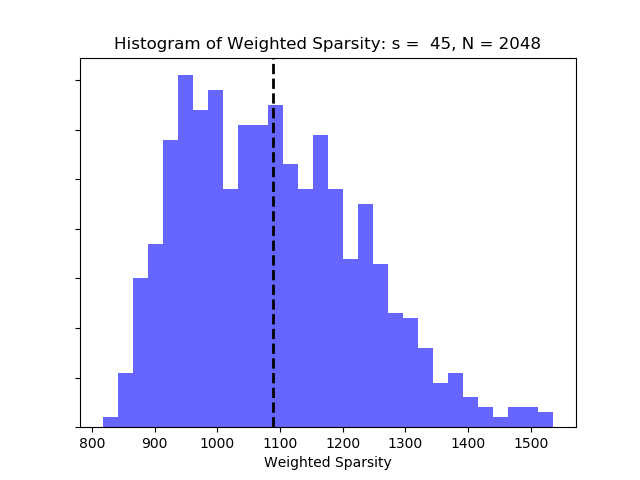 Histogram of Weighted Sparsity: s =  45, N = 2048
800 900 1000 1100 1200 1300 1400 1500
Weighted Sparsity